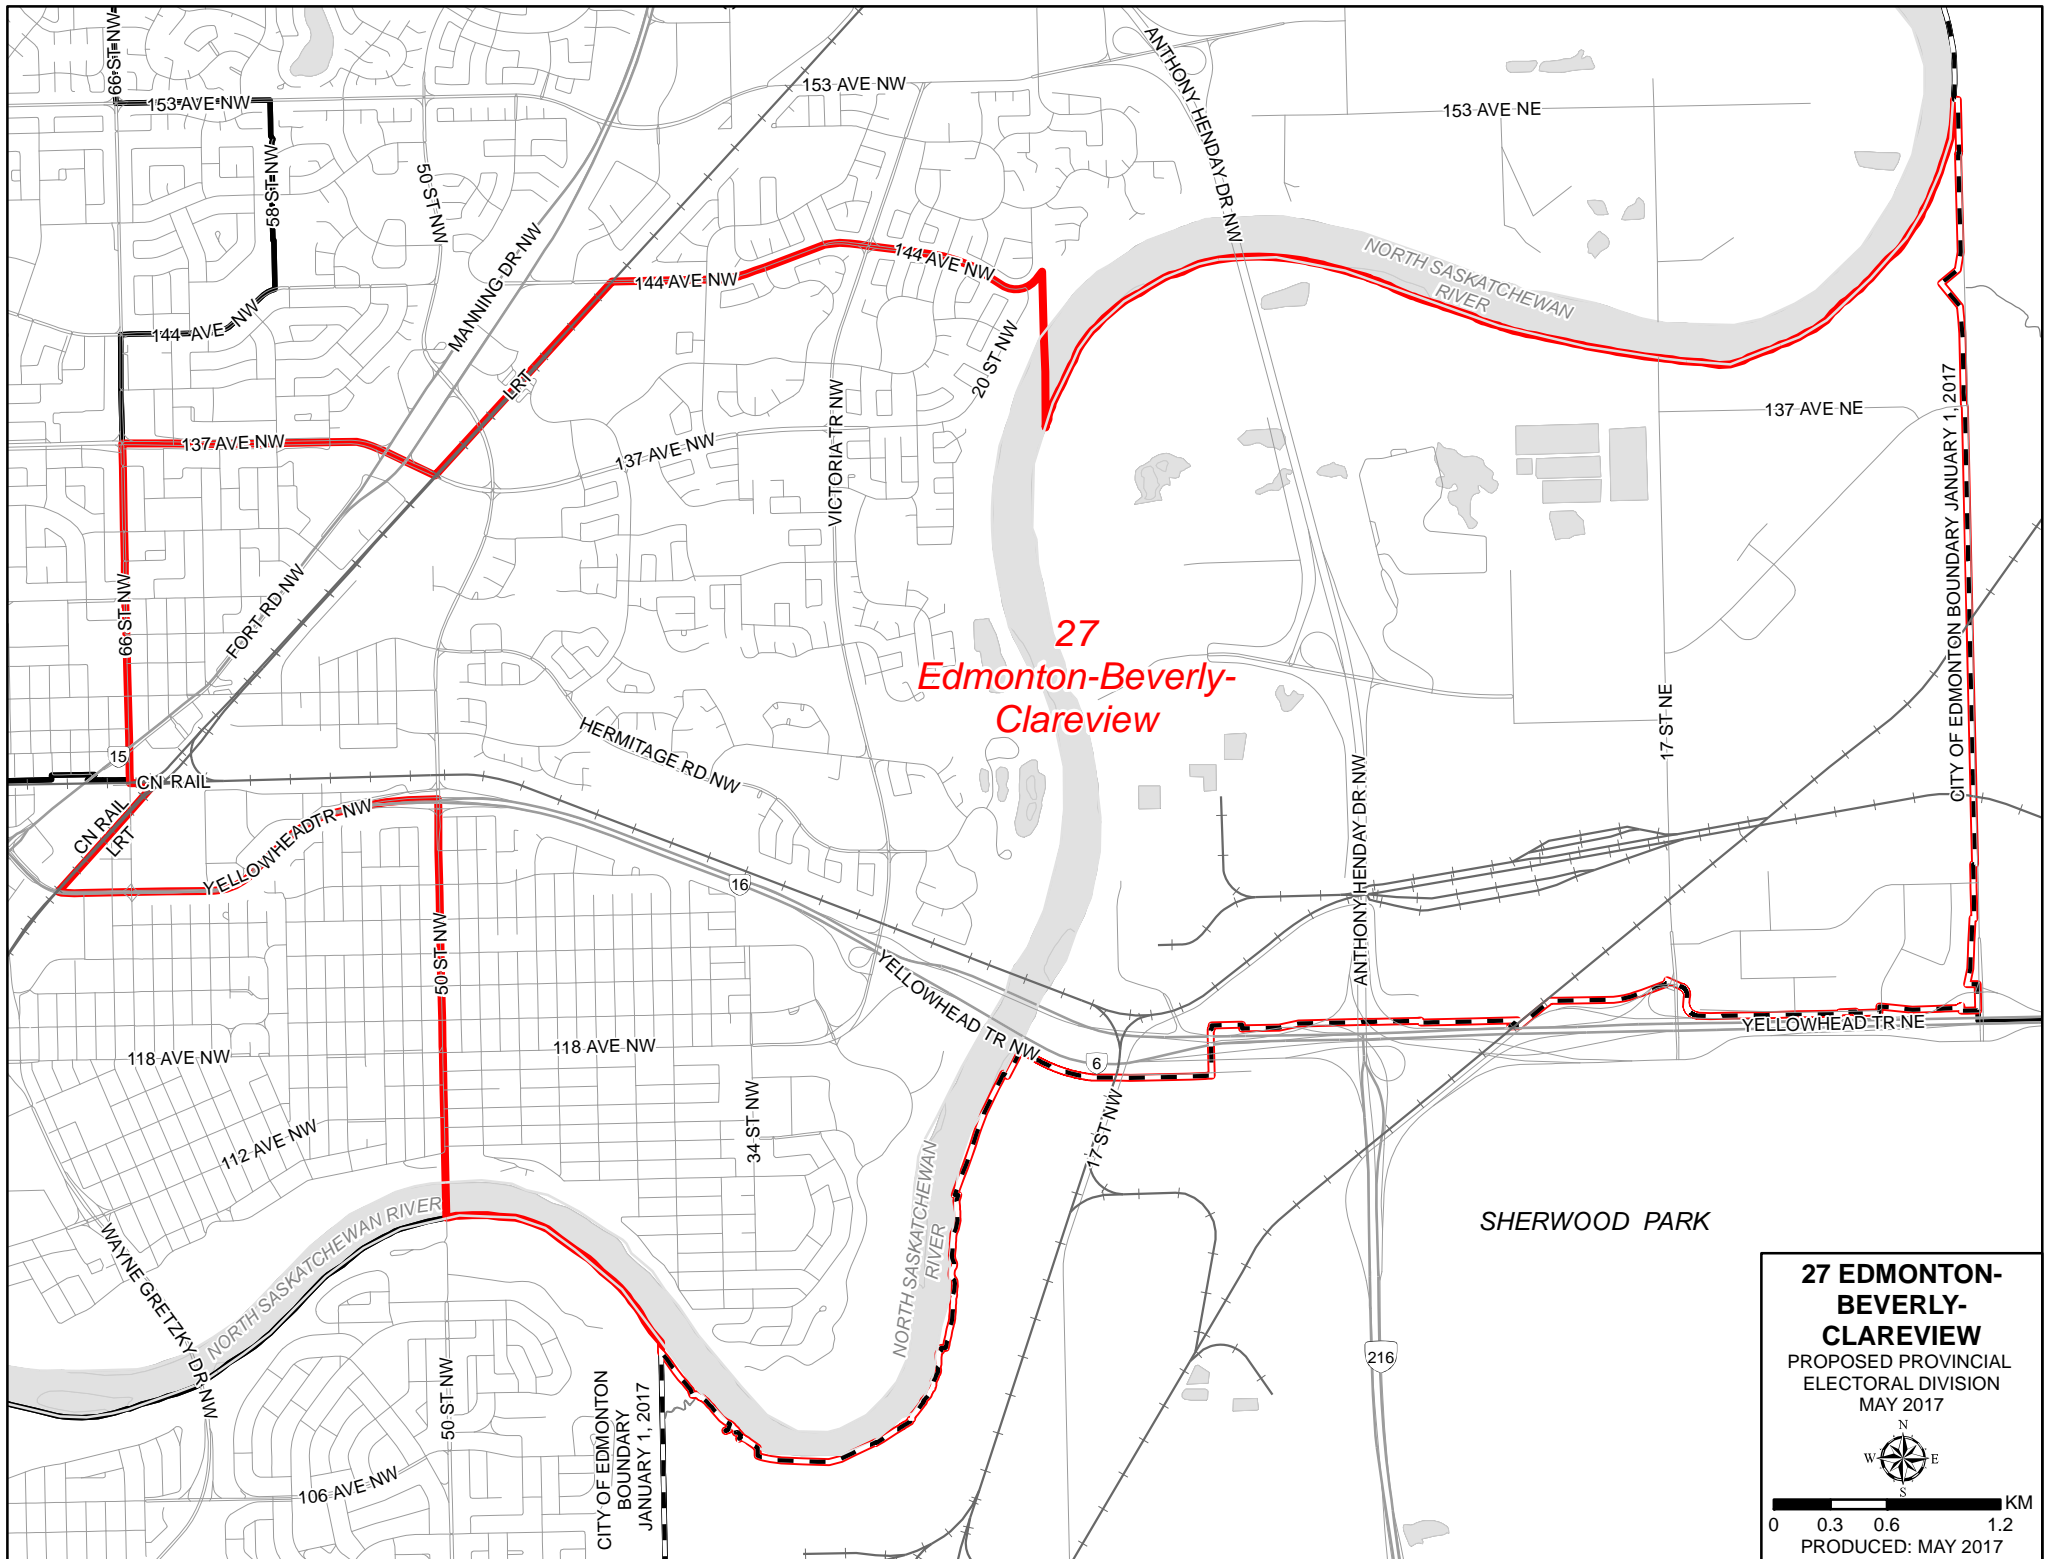 66 ST NW
153 AVE NW
58 ST NW
50 ST NW
MANNING DR NW
144 AVE NW
153 AVE NW
ANTHONY HENDAY DR NW
153 AVE NE
144 AVE NW
144 AVE NW
20 ST NW
NORTH SASKATCHEWAN
RIVER
LRT
137 AVE NW
137 AVE NW
VICTORIA TR NW
137 AVE NE
CITY OF EDMONTON BOUNDARY JANUARY 1, 2017
66 ST NW
FORT RD NW
27
Edmonton-Beverly-
Clareview
17 ST NE
15
CN RAIL
CN RAIL
LRT
YELLOWHEAD TR NW
HERMITAGE RD NW
ANTHONY HENDAY DR NW
16
50 ST NW
YELLOWHEAD TR NW
YELLOWHEAD TR NE
6
118 AVE NW
118 AVE NW
34 ST NW
112 AVE NW
17 ST NW
NORTH SASKATCHEWAN
RIVER
NORTH SASKATCHEWAN RIVER
WAYNE GRETZKY DR NW
SHERWOOD PARK
216
50 ST NW
106 AVE NW
CITY OF EDMONTON
BOUNDARY
JANUARY 1, 2017
27 EDMONTON-
BEVERLY-
CLAREVIEW
PROPOSED PROVINCIAL
ELECTORAL DIVISION
MAY 2017
N
W E
S
KM
0 0.3 0.6 1.2
PRODUCED: MAY 2017